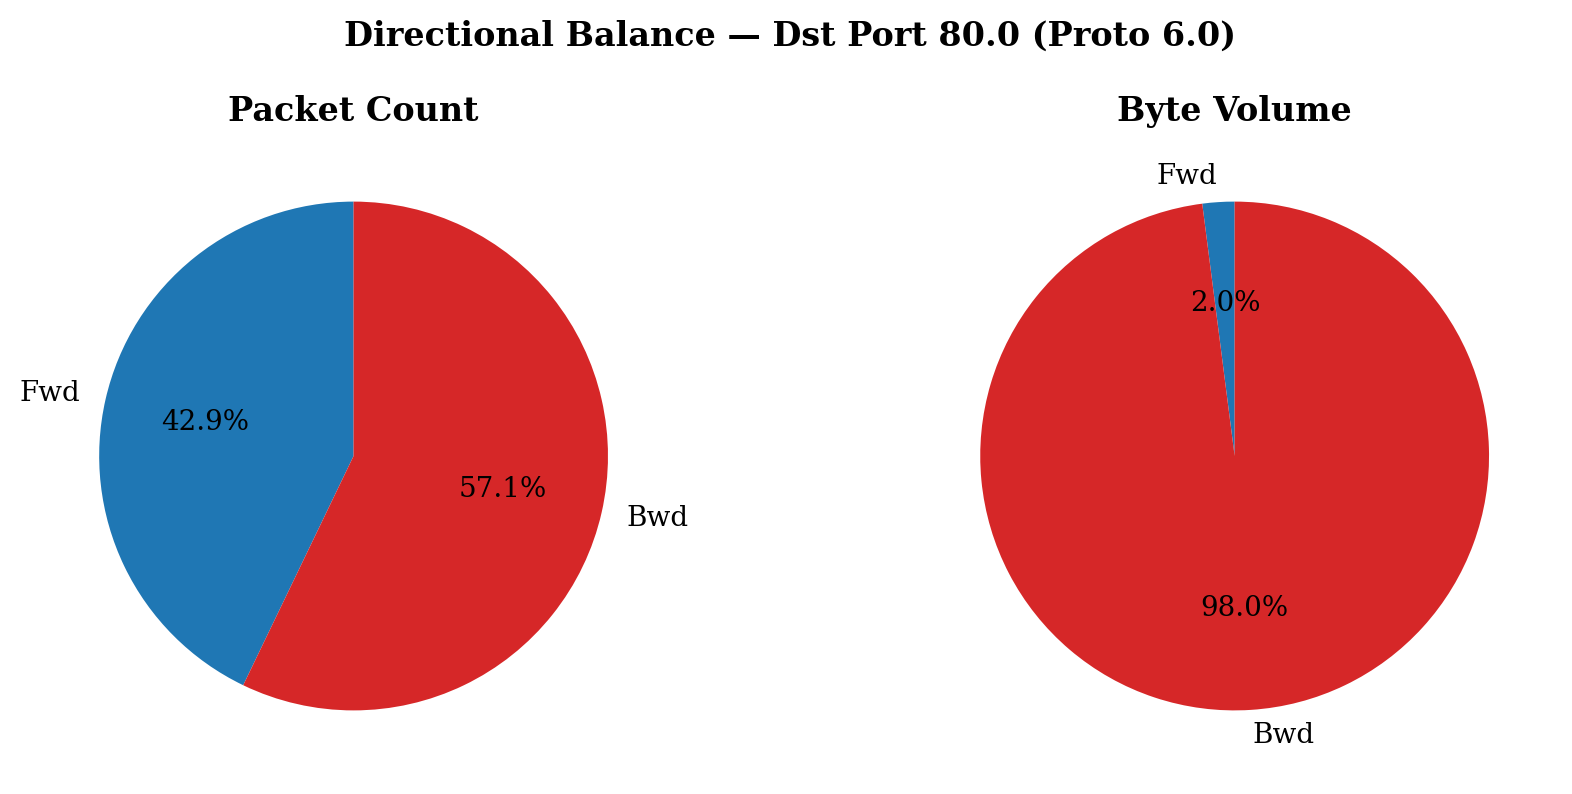 Directional Balance — Dst Port 80.0 (Proto 6.0)
Packet Count
Fwd
42.9%
57.1%
Bwd
Byte Volume
Fwd
2.0%
98.0%
Bwd